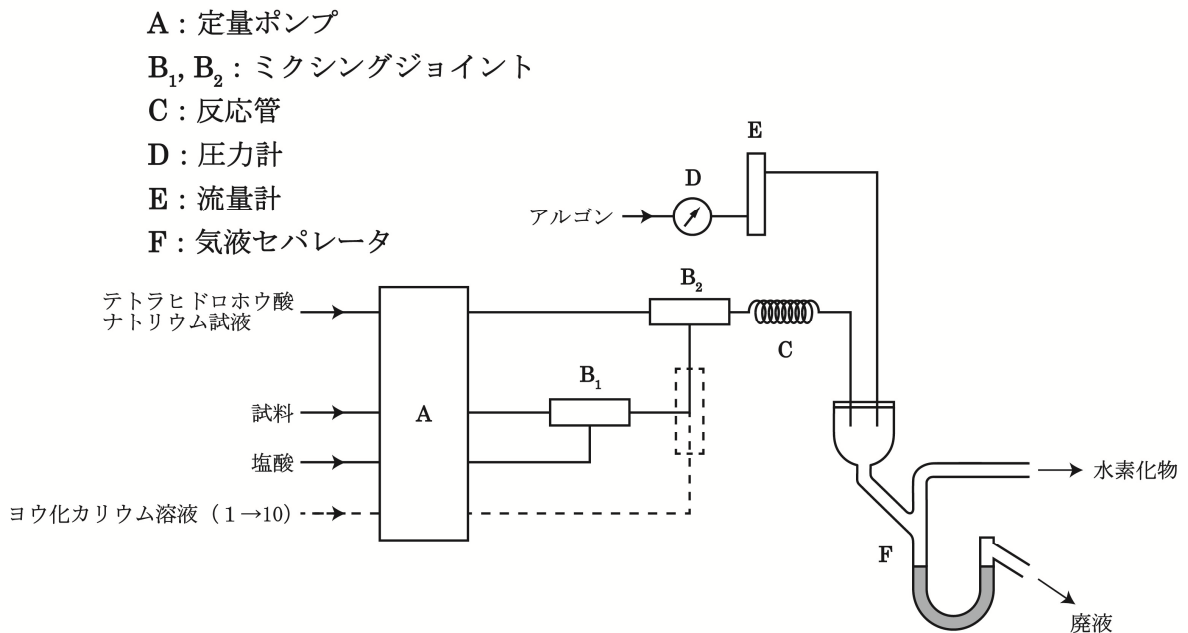 A：定量ポンプ
B1, B2：ミクシングジョイント
C：反応管
D：圧力計
E：流量計
F：気液セパレータ
E
D
アルゴン
B2
テトラヒドロホウ酸
ナトリウム試液
C
B1
試料
A
塩酸
水素化物
ヨウ化カリウム溶液（1→10）
F
廃液